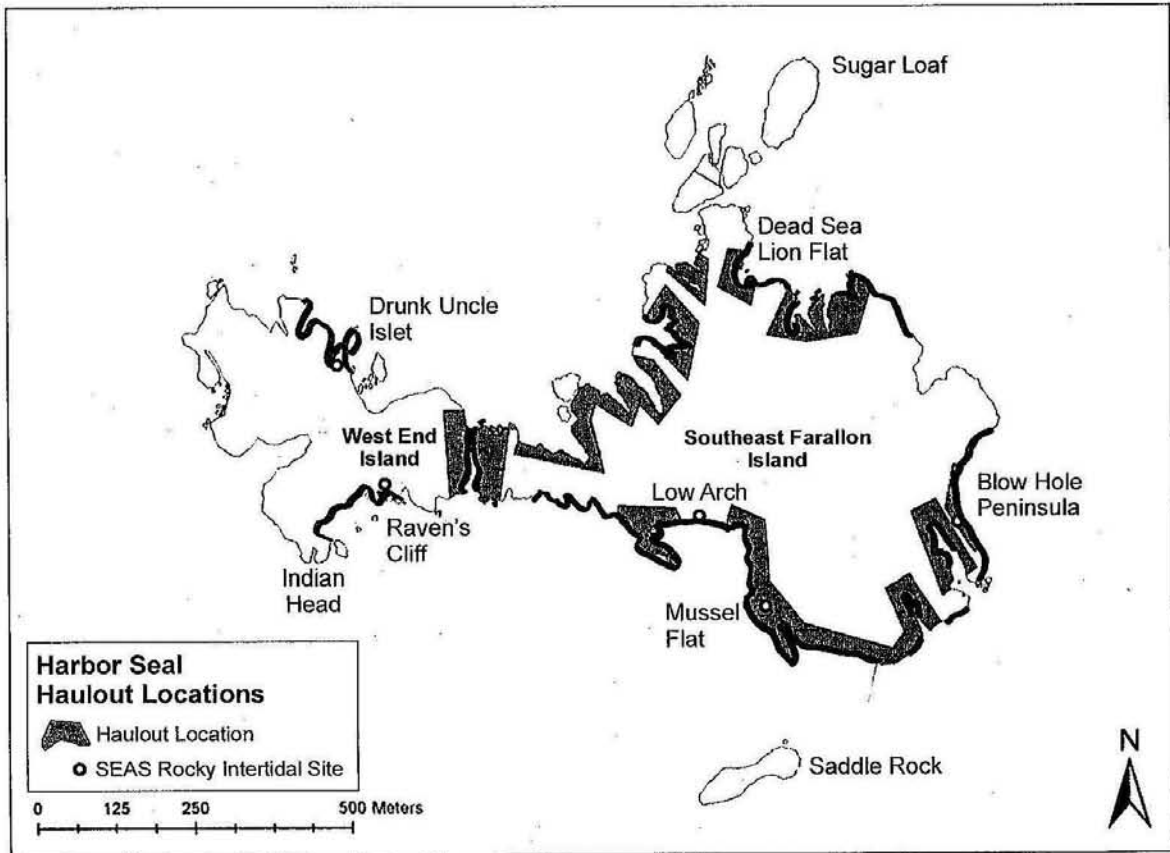 Sugar Loaf
Dead Sea
Lion Flat
Drunk Uncle
Islet
West End
Island
Southeast Farallon
Island
Low Arch
Blow Hole
Peninsula
Raven's
Cliff
Indian
Head
Mussel
Flat
Harbor Seal
Haulout Locations
Haulout Location
SEAS Rocky Intertidal Site
0 125 250 500 Meters
Saddle Rock
N